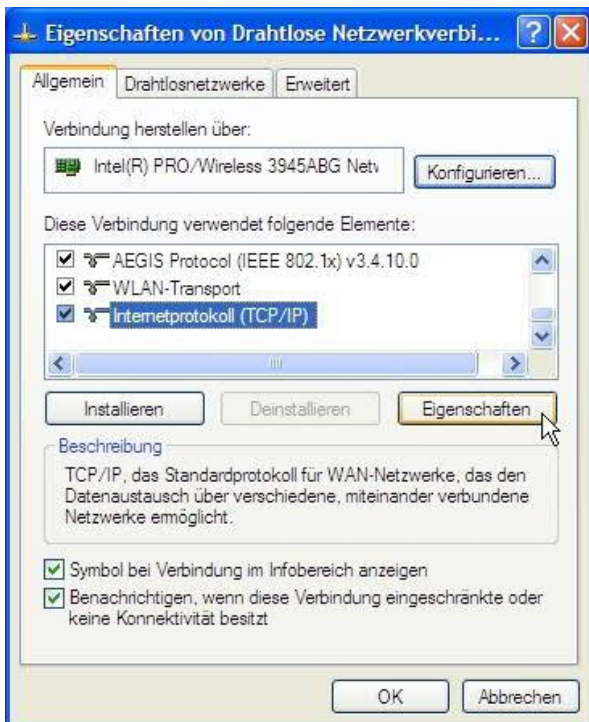 Eigenschaften von Drahtlose Netzwerkverbi...
Allgemein Drahtlosnetzwerke Erweitert
Verbindung herstellen über:
Intel(R) PRO/Wireless 3945ABG Netw
Konfigurieren...
Diese Verbindung verwendet folgende Elemente:
AEGIS Protocol (IEEE 802.1x) v3.4.10.0
WLAN-Transport
Internetprotokoll (TCP/IP)
Installieren Deinstallieren Eigenschaften
Beschreibung
TCP/IP, das Standardprotokoll für WAN-Netzwerke, das den
Datenaustausch über verschiedene, miteinander verbundene
Netzwerke ermöglicht.
Symbol bei Verbindung im Infobereich anzeigen
Benachrichtigen, wenn diese Verbindung eingeschränkte oder
keine Konnektivität besitzt
OK Abbrechen